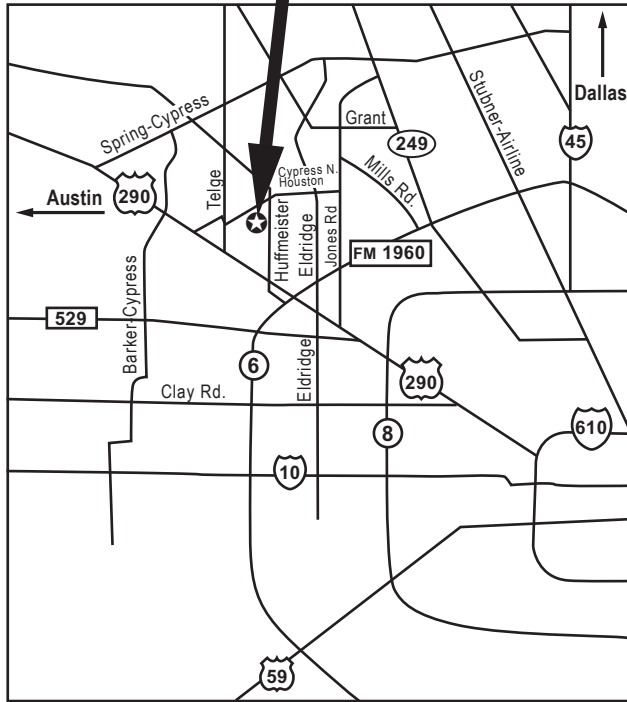 Dallas
Spring-Cypress
Stubner-Airline
Grant
249
45
Telge
Mills Rd.
Cypress N.
Houston
Austin
290
Huffmeister
Eldridge
Jones Rd
FM 1960
Barker-Cypress
529
6
Eldridge
290
Clay Rd.
8
610
10
59